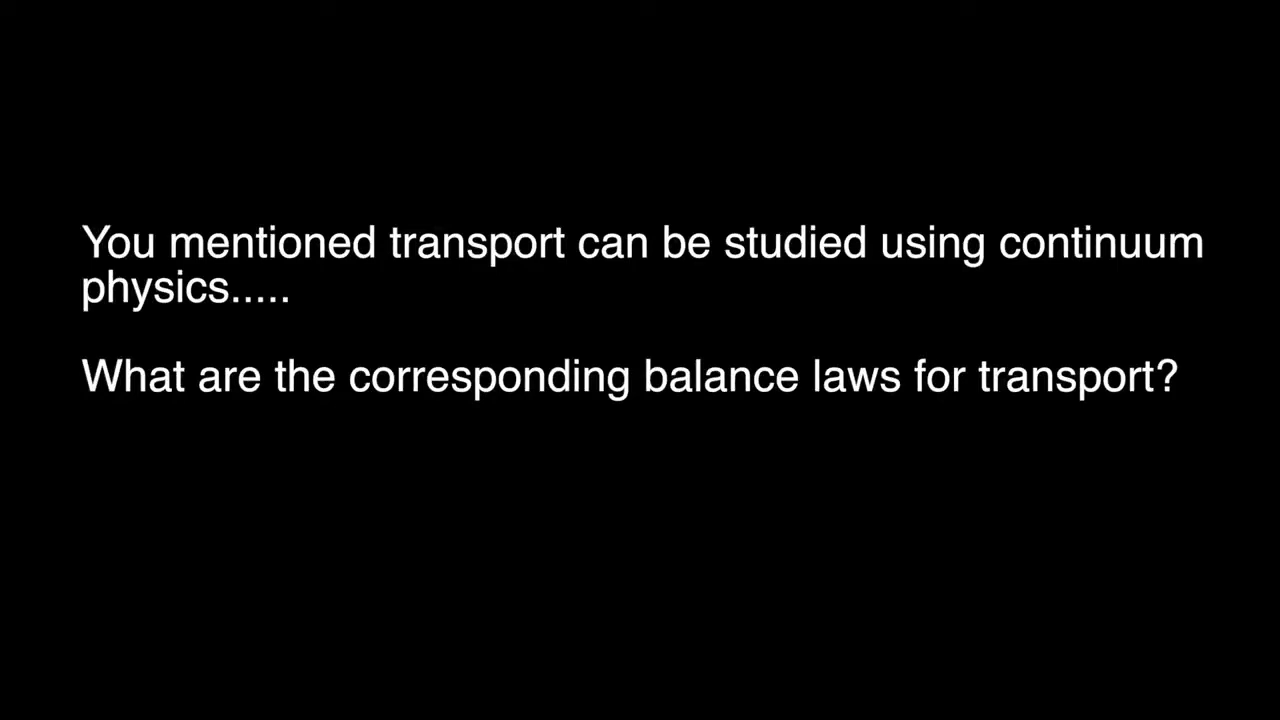 You mentioned transport can be studied using continuum
physics.....
What are the corresponding balance laws for transport?